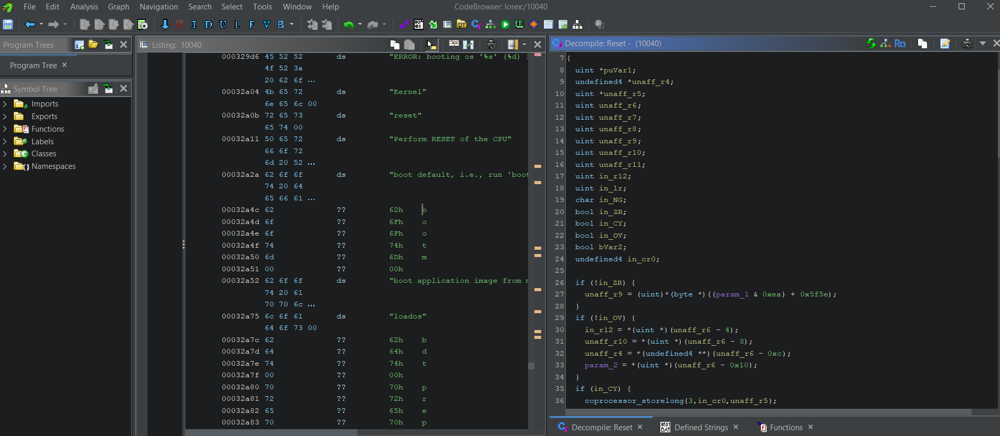 File Edit Analysis Graph Navigation Search Select Tools Window Help
CodeBrowser: lorex:/10040
I D U L F V B
Program Trees
Program Tree
Symbol Tree
Imports
Exports
Functions
Labels
Classes
Namespaces
Listing: 10040
000329d6 45 52 52 ds "ERROR: booting os '%s' (%d)
4f 52 3a
20 62 6f ...
00032a04 4b 65 72 ds "Kernel"
6e 65 6c 00
00032a0b 72 65 73 ds "reset"
65 74 00
00032a11 50 65 72 ds "Perform RESET of the CPU"
66 6f 72
6d 20 52 ...
00032a2a 62 6f 6f ds "boot default, i.e., run 'boot
74 20 64
65 66 61 ...
00032a4c 62 ?? 62h b
00032a4d 6f ?? 6Fh o
00032a4e 6f ?? 6Fh o
00032a4f 74 ?? 74h t
00032a50 6d ?? 6Dh m
00032a51 00 ?? 00h
00032a52 62 6f 6f ds "boot application image from
74 20 61
70 70 6c ...
00032a75 6c 6f 61 ds "loados"
64 6f 73 00
00032a7c 62 ?? 62h b
00032a7d 64 ?? 64h d
00032a7e 74 ?? 74h t
00032a7f 00 ?? 00h
00032a80 70 ?? 70h p
00032a81 72 ?? 72h r
00032a82 65 ?? 65h e
00032a83 70 ?? 70h p
Decompile: Reset - (10040)
Ro
7 {
8 uint *puVar1;
9 undefined4 *unaff_r4;
10 uint *unaff_r5;
11 uint unaff_r6;
12 uint unaff_r7;
13 uint unaff_r8;
14 uint unaff_r9;
15 uint unaff_r10;
16 uint unaff_r11;
17 uint in_r12;
18 uint in_lr;
19 char in_NG;
20 bool in_ZR;
21 bool in_CY;
22 bool in_OV;
23 bool bVar2;
24 undefined4 in_cr0;
25
26 if (!in_ZR) {
27 unaff_r9 = (uint)*(byte *)((param_1 & 0xea) + 0x5f5e);
28 }
29 if (!in_OV) {
30 in_r12 = *(uint *)(unaff_r6 - 4);
31 unaff_r10 = *(uint *)(unaff_r6 - 8);
32 unaff_r4 = *(undefined4 **)(unaff_r6 - 0xc);
33 param_2 = *(uint *)(unaff_r6 - 0x10);
34 }
35 if (in_CY) {
36 coprocessor_storelong(3,in_cr0,unaff_r5);
Decompile: Reset
Defined Strings
Functions